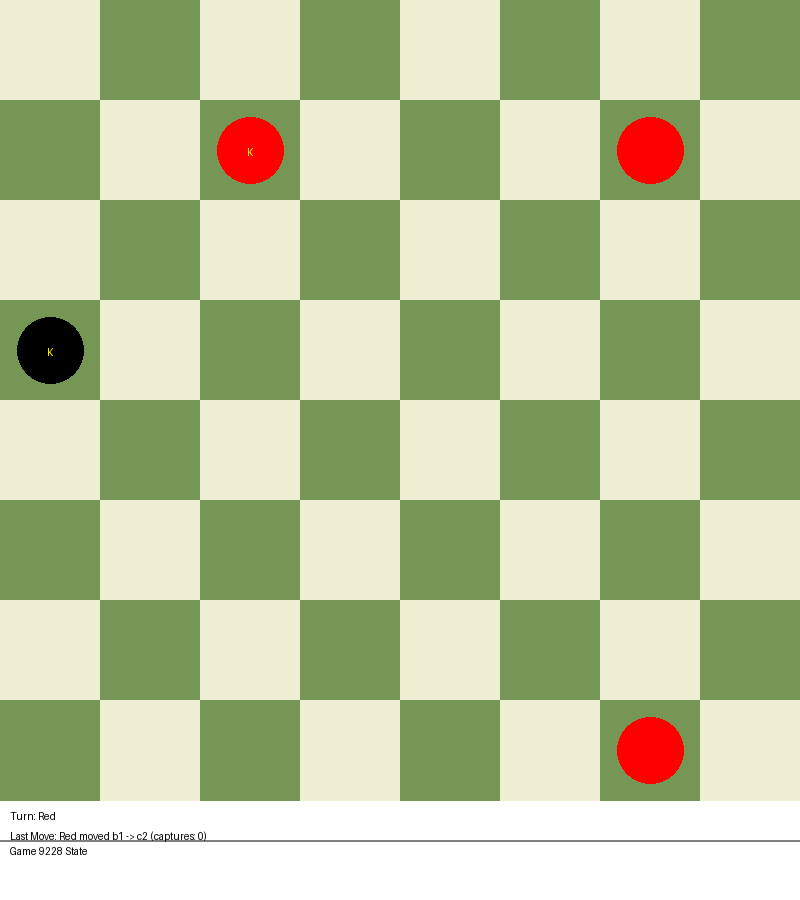 K
K
Turn: Red
Last Move: Red moved b1 -> c2 (captures: 0)
Game 9228 State